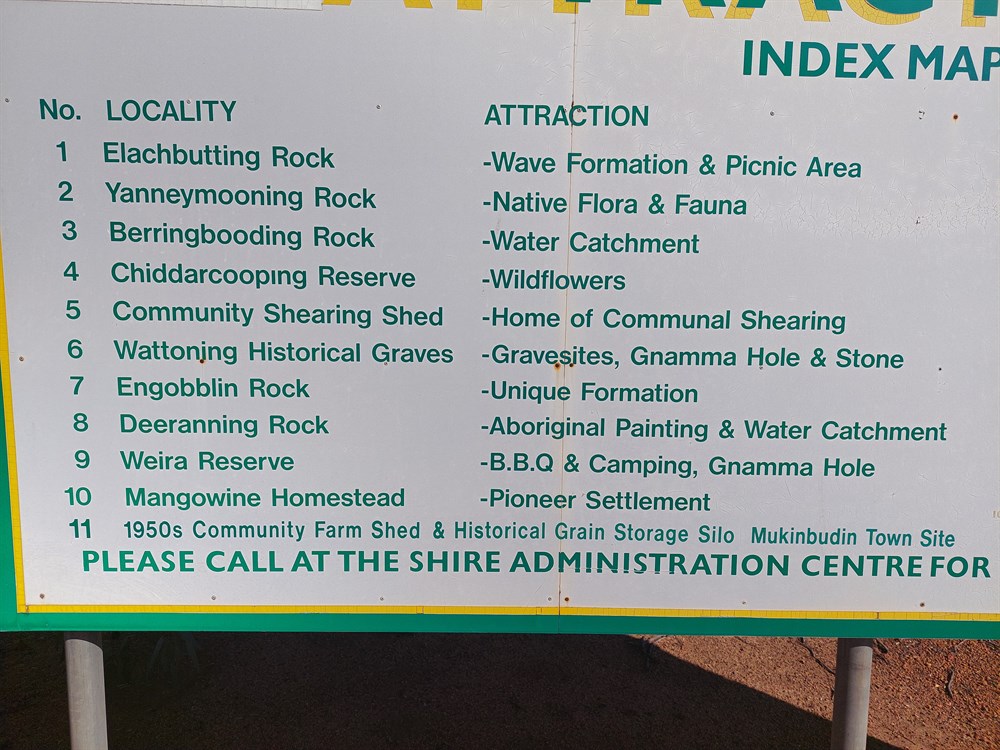 INDEX MAP
No. LOCALITY ATTRACTION
1 Elachbutting Rock -Wave Formation & Picnic Area
2 Yanneymooning Rock -Native Flora & Fauna
3 Berringbooding Rock -Water Catchment
4 Chiddarcooping Reserve -Wildflowers
5 Community Shearing Shed -Home of Communal Shearing
6 Wattoning Historical Graves -Gravesites, Gnamma Hole & Stone
7 Engobblin Rock -Unique Formation
8 Deeranning Rock -Aboriginal Painting & Water Catchment
9 Weira Reserve -B.B.Q & Camping, Gnamma Hole
10 Mangowine Homestead -Pioneer Settlement
11 1950s Community Farm Shed & Historical Grain Storage Silo Mukinbudin Town Site
PLEASE CALL AT THE SHIRE ADMINISTRATION CENTRE FOR